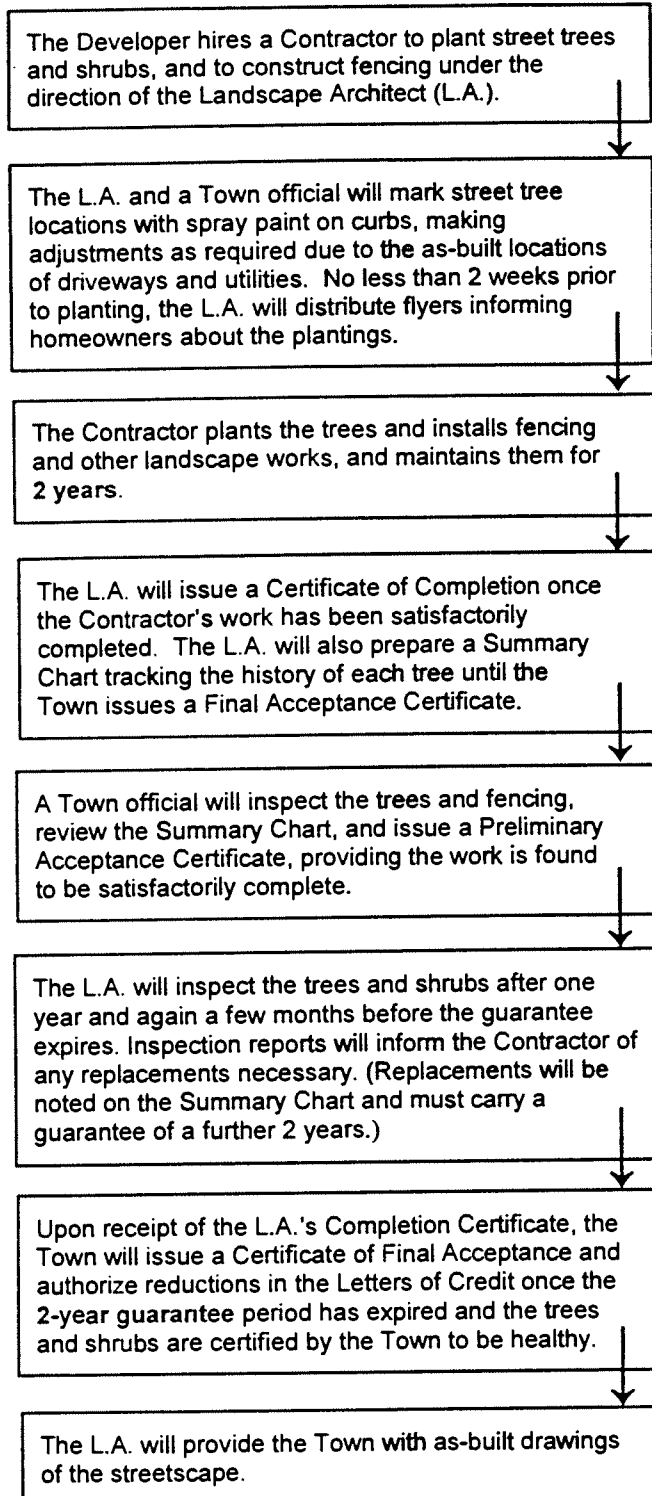 The Developer hires a Contractor to plant street trees
and shrubs, and to construct fencing under the
direction of the Landscape Architect (L.A.).
The L.A. and a Town official will mark street tree
locations with spray paint on curbs, making
adjustments as required due to the as-built locations
of driveways and utilities. No less than 2 weeks prior
to planting, the L.A. will distribute flyers informing
homeowners about the plantings.
The Contractor plants the trees and installs fencing
and other landscape works, and maintains them for
2 years.
The L.A. will issue a Certificate of Completion once
the Contractor's work has been satisfactorily
completed. The L.A. will also prepare a Summary
Chart tracking the history of each tree until the
Town issues a Final Acceptance Certificate.
A Town official will inspect the trees and fencing,
review the Summary Chart, and issue a Preliminary
Acceptance Certificate, providing the work is found
to be satisfactorily complete.
The L.A. will inspect the trees and shrubs after one
year and again a few months before the guarantee
expires. Inspection reports will inform the Contractor of
any replacements necessary. (Replacements will be
noted on the Summary Chart and must carry a
guarantee of a further 2 years.)
Upon receipt of the L.A.'s Completion Certificate, the
Town will issue a Certificate of Final Acceptance and
authorize reductions in the Letters of Credit once the
2-year guarantee period has expired and the trees
and shrubs are certified by the Town to be healthy.
The L.A. will provide the Town with as-built drawings
of the streetscape.